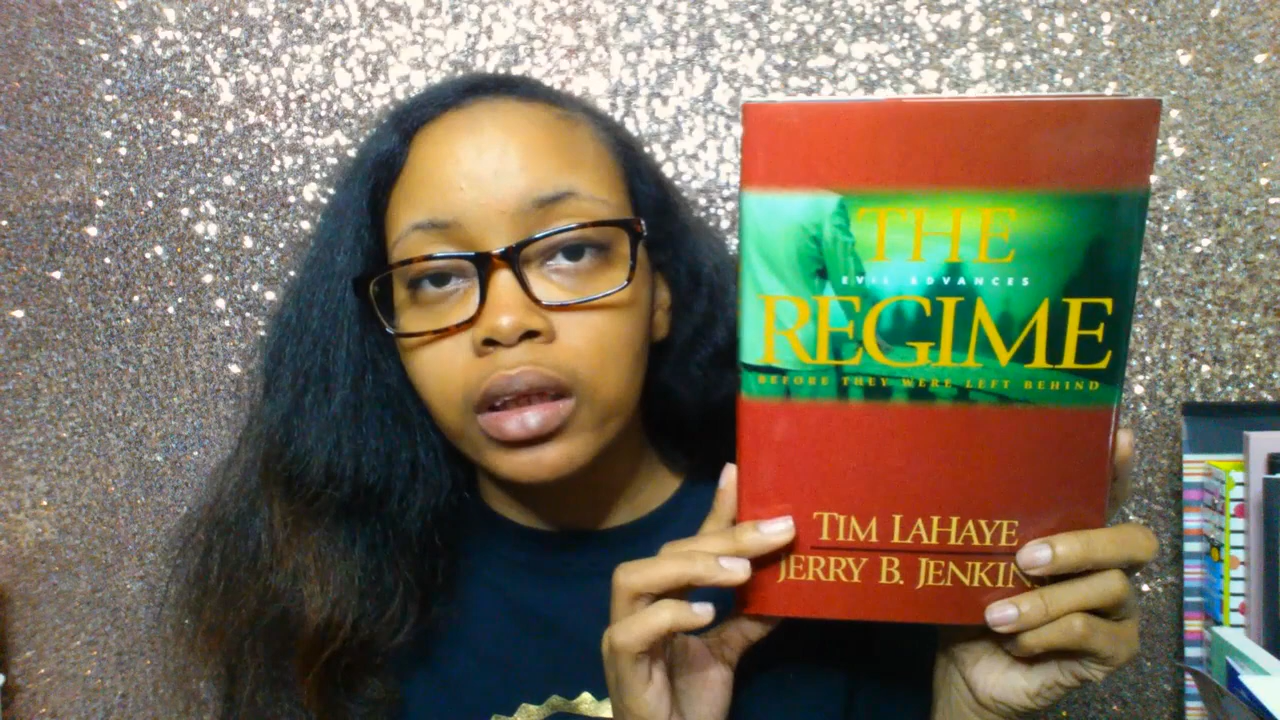 THE
EVIL ADVANCES
REGIME
BEFORE THEY WERE LEFT BEHIND
TIM LAHAYE
JERRY B. JENKIN